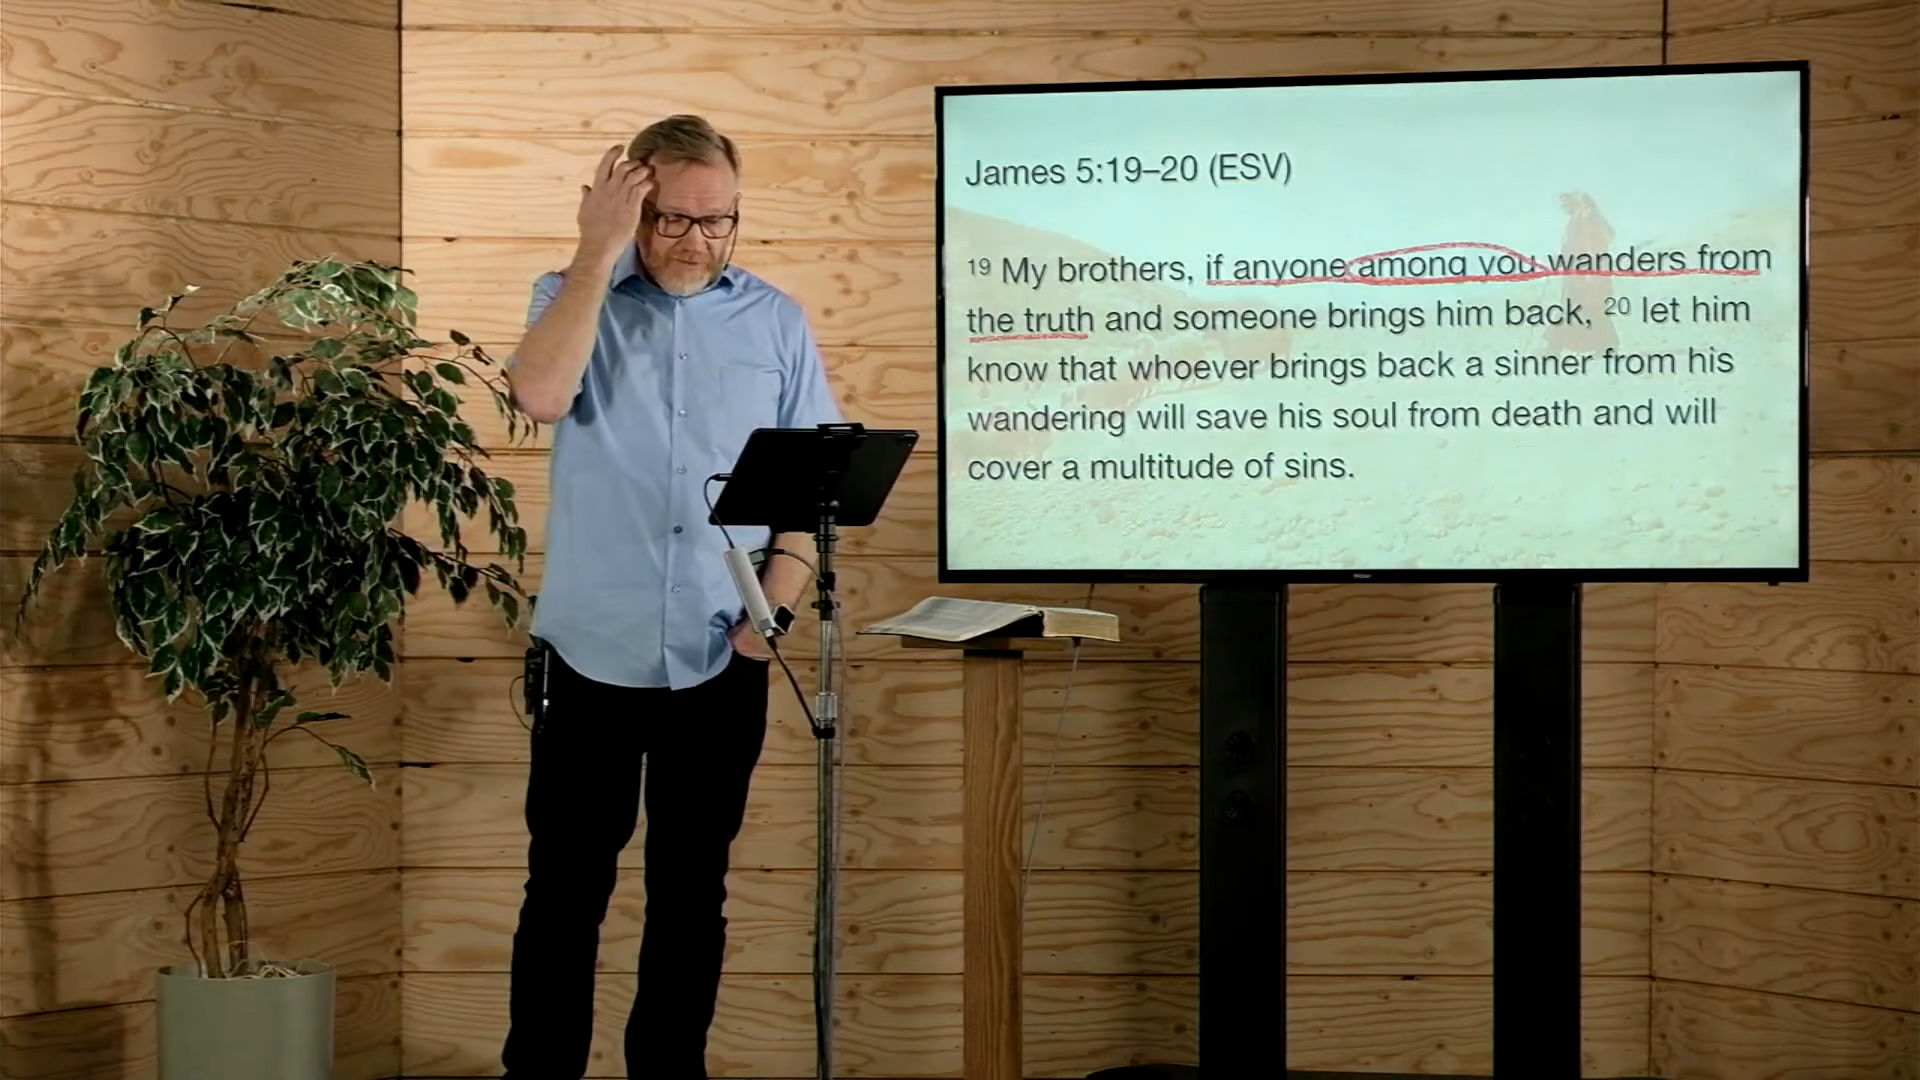 James 5:19–20 (ESV)
19 My brothers, if anyone among you wanders from
the truth and someone brings him back, 20 let him
know that whoever brings back a sinner from his
wandering will save his soul from death and will
cover a multitude of sins.